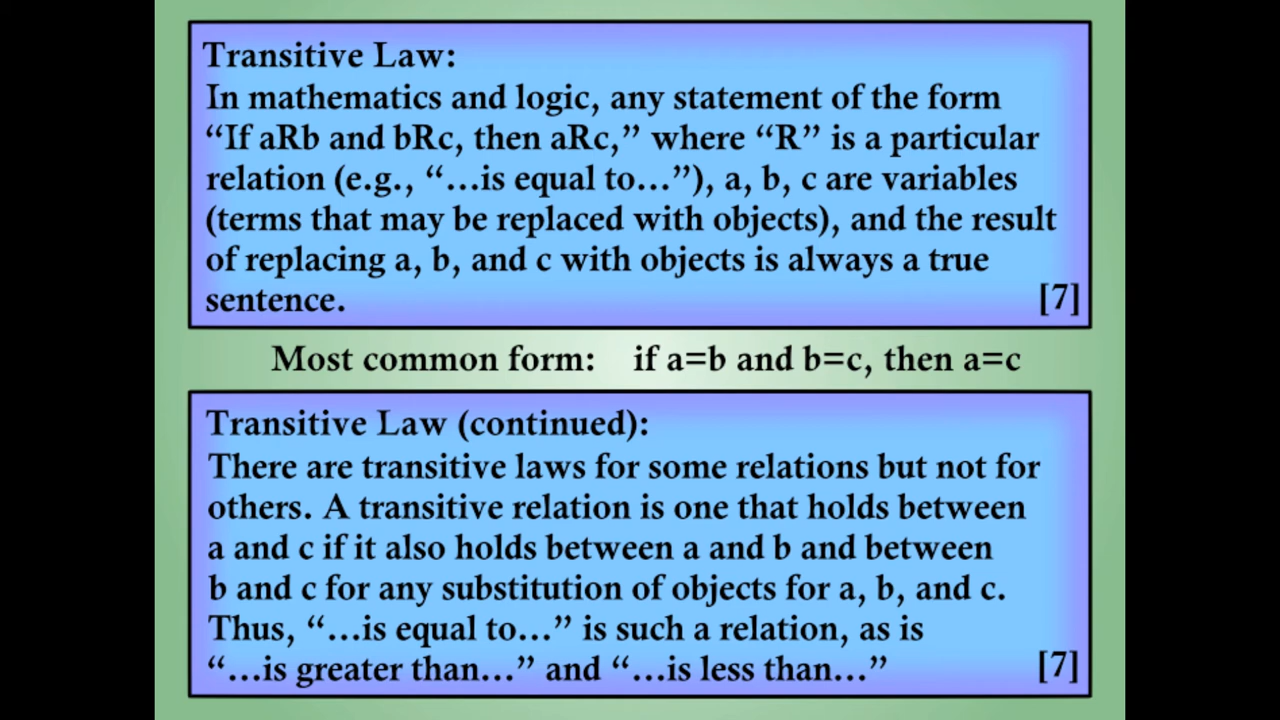 Transitive Law:
In mathematics and logic, any statement of the form
“If aRb and bRc, then aRc,” where “R” is a particular
relation (e.g., “...is equal to...”), a, b, c are variables
(terms that may be replaced with objects), and the result
of replacing a, b, and c with objects is always a true
sentence. [7]
Most common form: if a=b and b=c, then a=c
Transitive Law (continued):
There are transitive laws for some relations but not for
others. A transitive relation is one that holds between
a and c if it also holds between a and b and between
b and c for any substitution of objects for a, b, and c.
Thus, “...is equal to...” is such a relation, as is
“...is greater than...” and “...is less than...” [7]